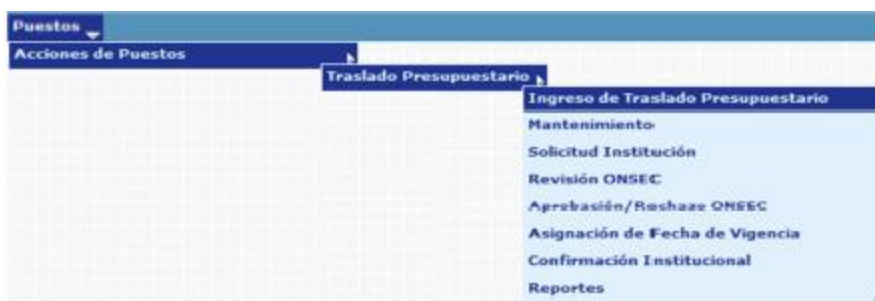 Puestos
Acciones de Puestos
Traslado Presupuestario
Ingreso de Traslado Presupuestario
Mantenimiento
Solicitud Institución
Revisión ONSEC
Aprobación/Rechazo ONSEC
Asignación de Fecha de Vigencia
Confirmación Institucional
Reportes